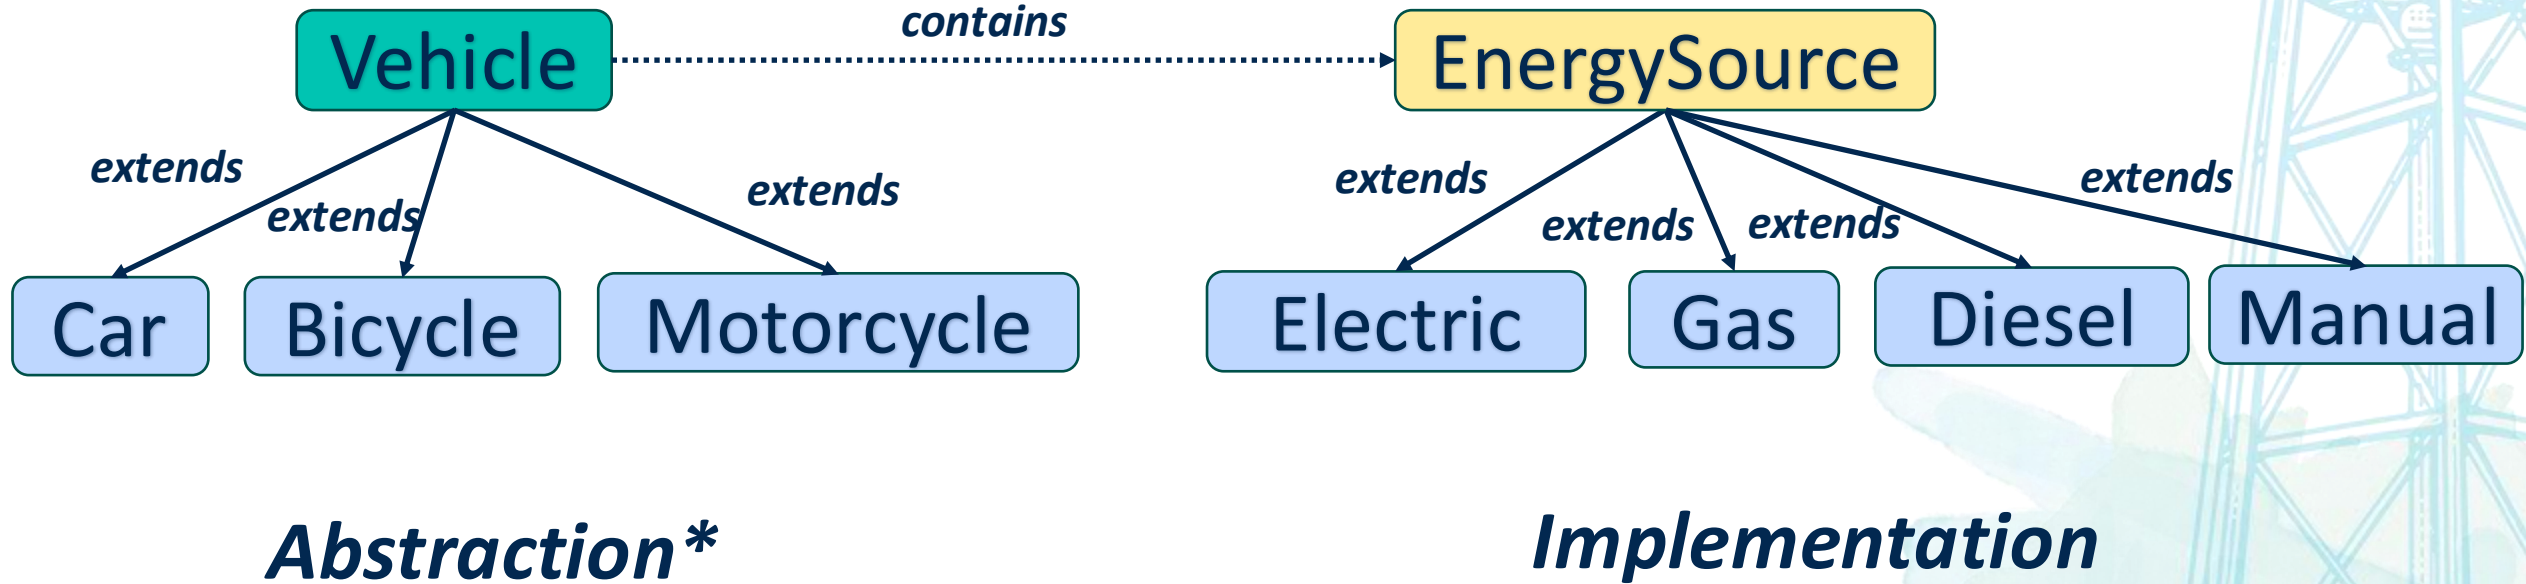 contains
Vehicle
EnergySource
extends
extends
extends
extends
extends
extends
extends
Car
Bicycle
Motorcycle
Electric
Gas
Diesel
Manual
Abstraction*
Implementation